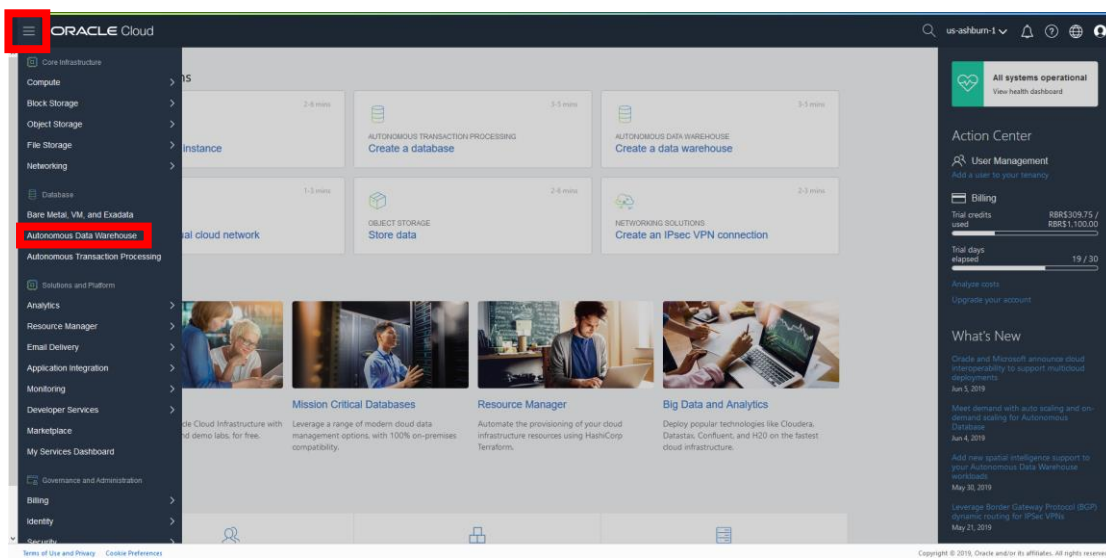 ORACLE Cloud
us-ashburn-1
Core Infrastructure
Compute
Block Storage
Object Storage
File Storage
Networking
Database
Bare Metal, VM, and Exadata
Autonomous Data Warehouse
Autonomous Transaction Processing
Solutions and Platform
Analytics
Resource Manager
Email Delivery
Application Integration
Monitoring
Developer Services
Marketplace
My Services Dashboard
Governance and Administration
Billing
Identity
Security
ns
2-6 mins
instance
3-5 mins
AUTONOMOUS TRANSACTION PROCESSING
Create a database
3-5 mins
AUTONOMOUS DATA WAREHOUSE
Create a data warehouse
1-3 mins
ual cloud network
2-6 mins
OBJECT STORAGE
Store data
2-3 mins
NETWORKING SOLUTIONS
Create an IPsec VPN connection
cle Cloud Infrastructure with
nd demo labs, for free.
Mission Critical Databases
Leverage a range of modern cloud data
management options, with 100% on-premises
compatibility.
Resource Manager
Automate the provisioning of your cloud
infrastructure resources using HashiCorp
Terraform.
Big Data and Analytics
Deploy popular technologies like Cloudera,
Datastax, Confluent, and H20 on the fastest
cloud infrastructure.
All systems operational
View health dashboard
Action Center
User Management
Add a user to your tenancy
Billing
Trial credits
used
RBR$309.75 /
RBR$1,100.00
Trial days
elapsed
19 / 30
Analyze costs
Upgrade your account
What's New
Oracle and Microsoft announce cloud
interoperability to support multicloud
deployments
Jun 5, 2019
Meet demand with auto scaling and on-
demand scaling for Autonomous
Database
Jun 4, 2019
Add new spatial intelligence support to
your Autonomous Data Warehouse
workloads
May 30, 2019
Leverage Border Gateway Protocol (BGP)
dynamic routing for IPSec VPNs
May 21, 2019
Terms of Use and Privacy Cookie Preferences
Copyright © 2019, Oracle and/or its affiliates. All rights reserve